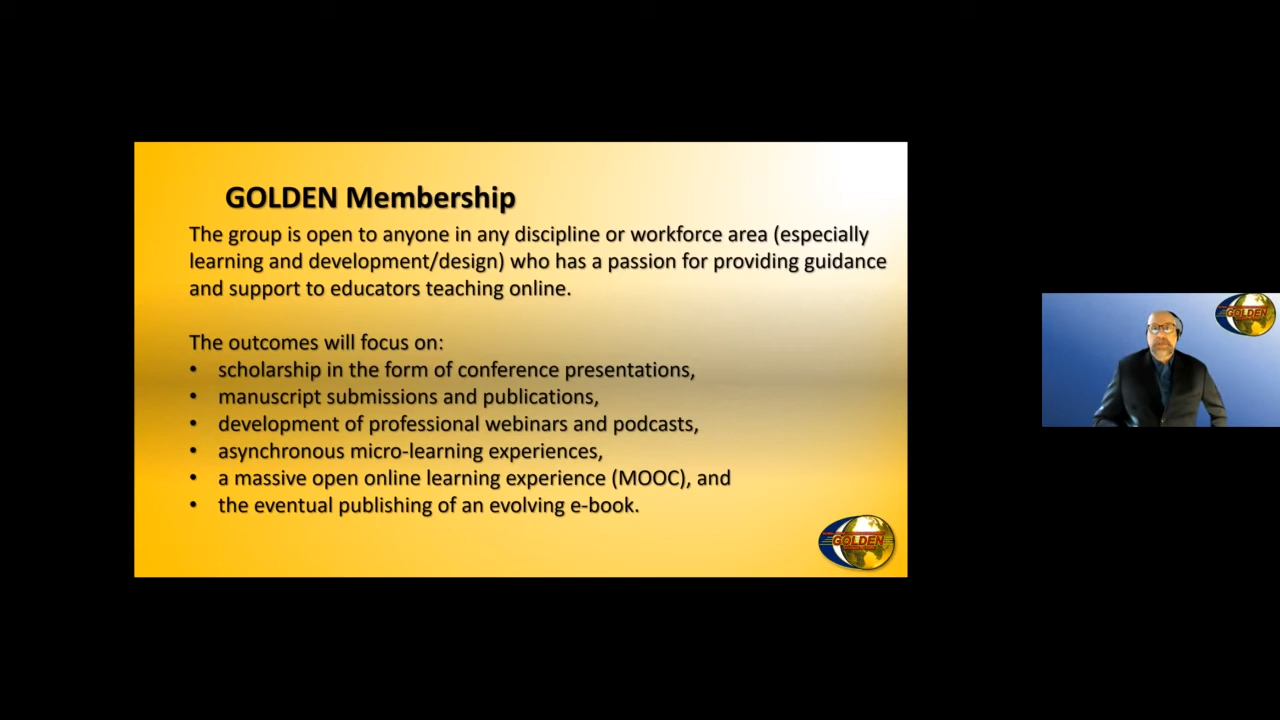 GOLDEN Membership
The group is open to anyone in any discipline or workforce area (especially
learning and development/design) who has a passion for providing guidance
and support to educators teaching online.
The outcomes will focus on:
• scholarship in the form of conference presentations,
• manuscript submissions and publications,
• development of professional webinars and podcasts,
• asynchronous micro-learning experiences,
• a massive open online learning experience (MOOC), and
• the eventual publishing of an evolving e-book.
GOLDEN
GOLDEN